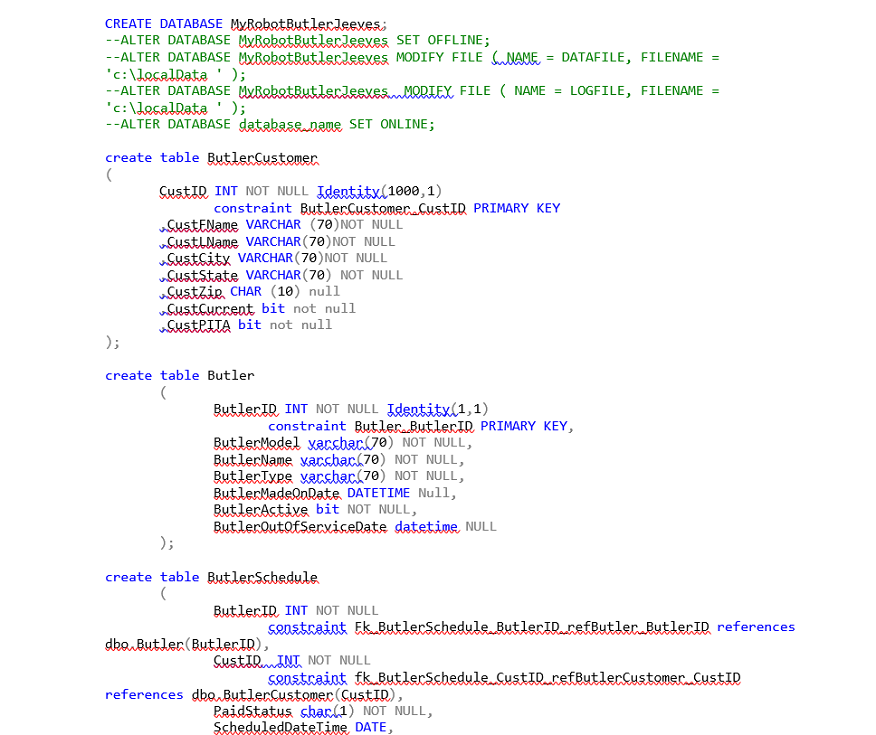 CREATE DATABASE MyRobotButlerJeeves;
--ALTER DATABASE MyRobotButlerJeeves SET OFFLINE;
--ALTER DATABASE MyRobotButlerJeeves MODIFY FILE ( NAME = DATAFILE, FILENAME =
'c:\localData ' );
--ALTER DATABASE MyRobotButlerJeeves  MODIFY FILE ( NAME = LOGFILE, FILENAME =
'c:\localData ' );
--ALTER DATABASE database_name SET ONLINE;
create table ButlerCustomer
(
CustID INT NOT NULL Identity(1000,1)
constraint ButlerCustomer_CustID PRIMARY KEY
,CustFName VARCHAR (70)NOT NULL
,CustLName VARCHAR(70)NOT NULL
,CustCity VARCHAR(70)NOT NULL
,CustState VARCHAR(70) NOT NULL
,CustZip CHAR (10) null
,CustCurrent bit not null
,CustPITA bit not null
);
create table Butler
(
ButlerID INT NOT NULL Identity(1,1)
constraint Butler_ButlerID PRIMARY KEY,
ButlerModel varchar(70) NOT NULL,
ButlerName varchar(70) NOT NULL,
ButlerType varchar(70) NOT NULL,
ButlerMadeOnDate DATETIME Null,
ButlerActive bit NOT NULL,
ButlerOutOfServiceDate datetime NULL
);
create table ButlerSchedule
(
ButlerID INT NOT NULL
constraint Fk_ButlerSchedule_ButlerID_refButler_ButlerID references
dbo.Butler(ButlerID),
CustID  INT NOT NULL
constraint fk_ButlerSchedule_CustID_refButlerCustomer_CustID
references dbo.ButlerCustomer(CustID),
PaidStatus char(1) NOT NULL,
ScheduledDateTime DATE,